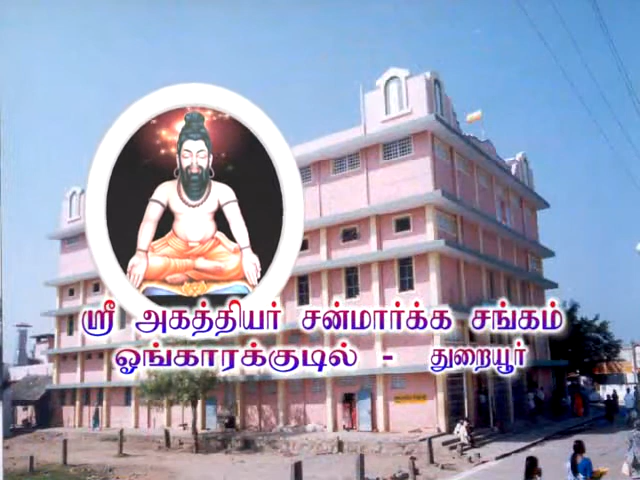 ஸ்ரீ அகத்தியர் சன்மார்க்க சங்கம்
ஓங்காரக்குடில் - துறையூர்